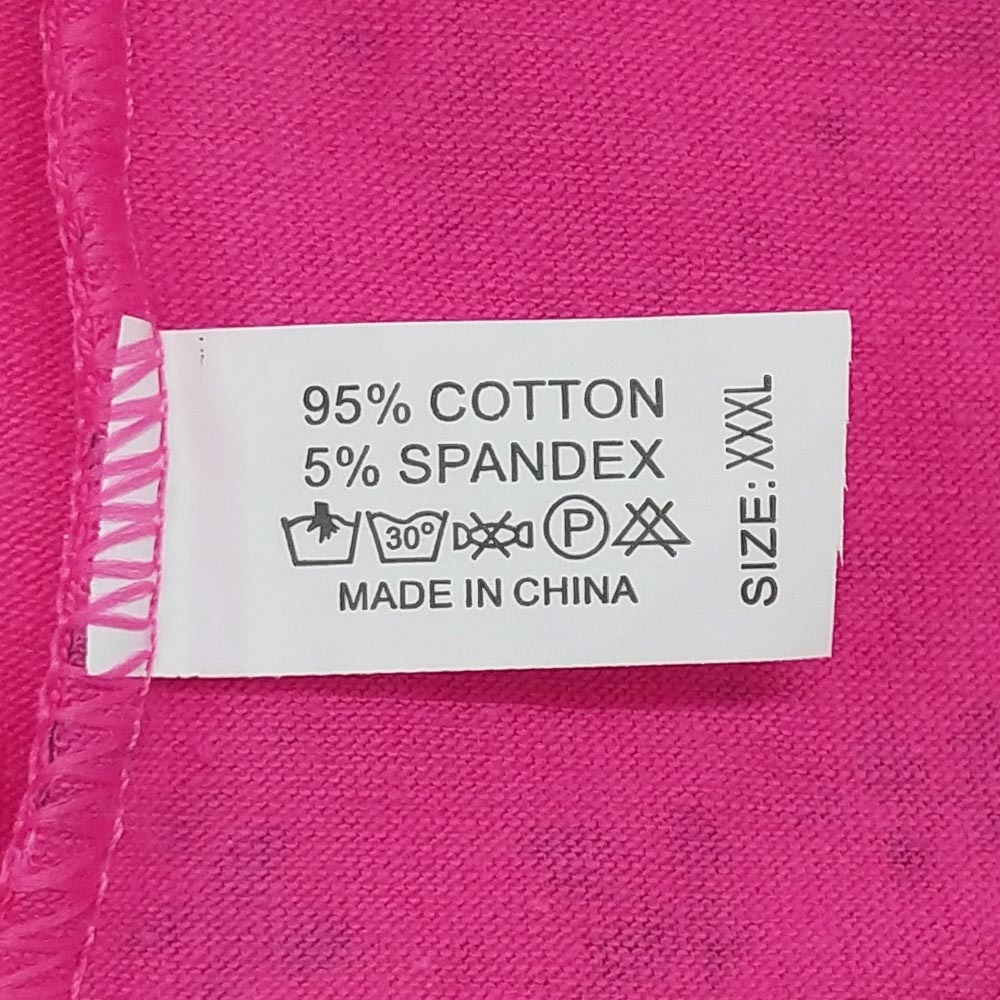 95% COTTON
5% SPANDEX
30°
P
MADE IN CHINA
SIZE: XXXL